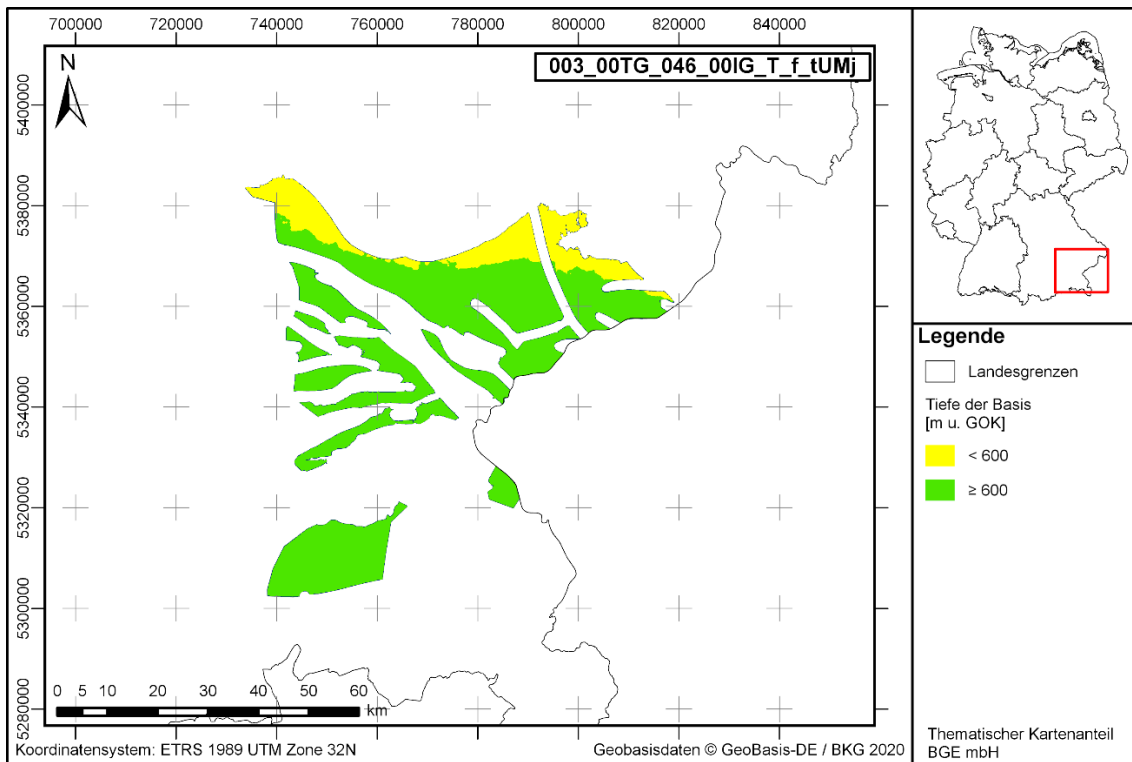 700000 720000 740000 760000 780000 800000 820000 840000
003_00TG_046_00IG_T_f_tUMj
N
5400000
5380000
5360000
5340000
5320000
5300000
5280000
0 5 10 20 30 40 50 60
km
Koordinatensystem: ETRS 1989 UTM Zone 32N
Geobasisdaten © GeoBasis-DE / BKG 2020
Legende
Landesgrenzen
Tiefe der Basis
[m u. GOK]
< 600
≥ 600
Thematischer Kartenanteil
BGE mbH